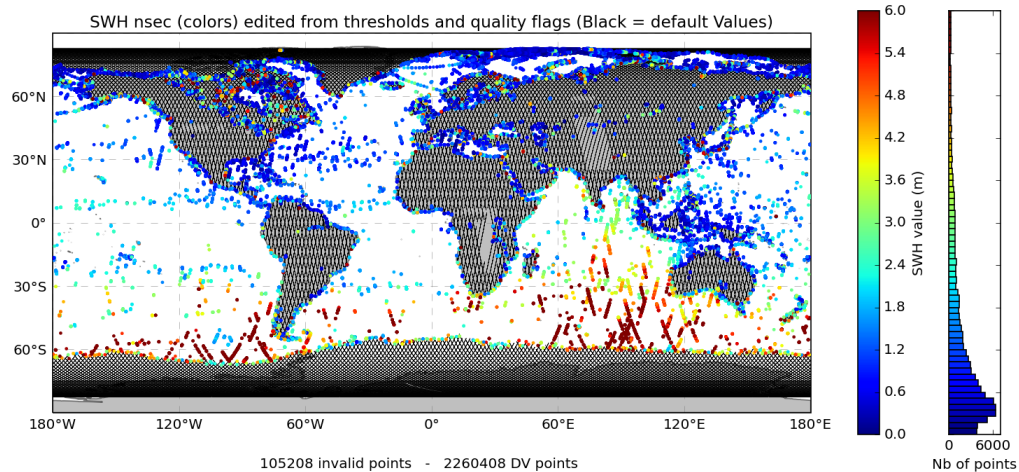 SWH nsec (colors) edited from thresholds and quality flags (Black = default Values)
60°N
30°N
0°
30°S
60°S
180°W 120°W 60°W 0° 60°E 120°E 180°E
105208 invalid points - 2260408 DV points
6.0
5.4
4.8
4.2
3.6
3.0
2.4
1.8
1.2
0.6
0.0
SWH value (m)
0 6000
Nb of points